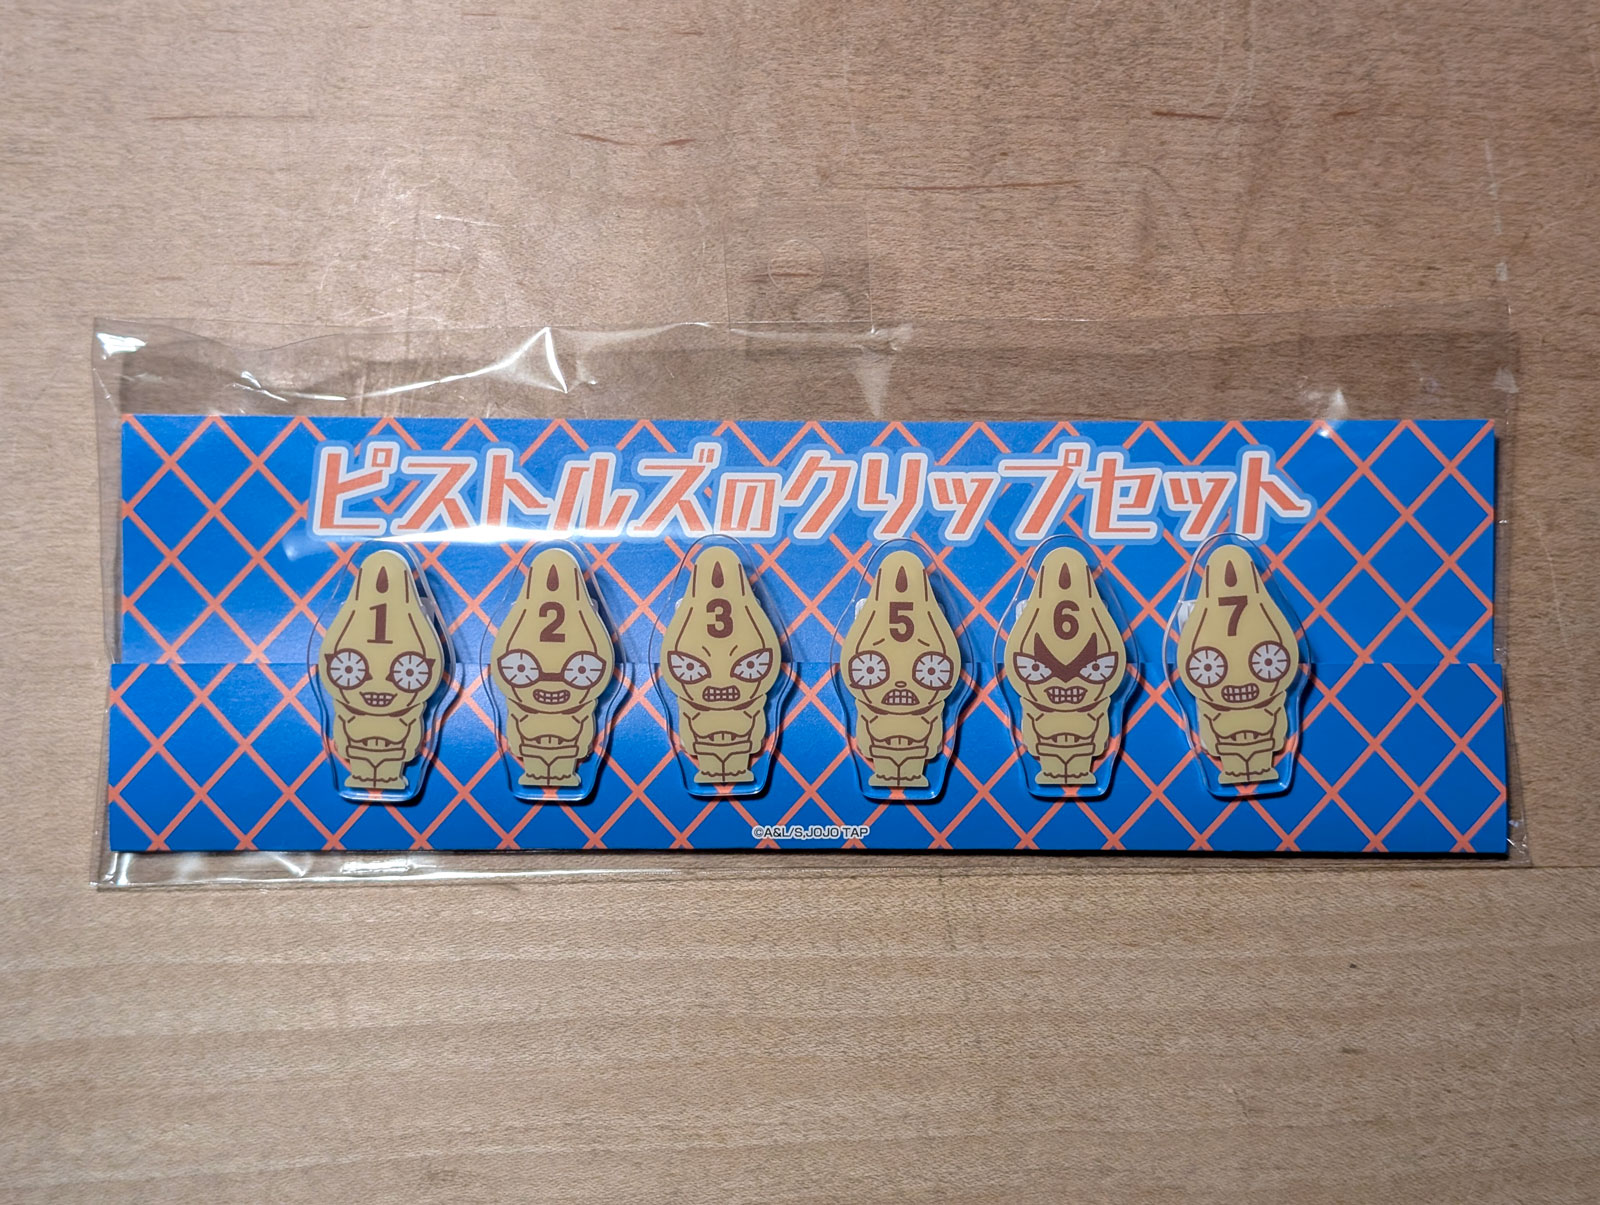 ピストルズのクリップセット
1 2 3 5 6 7
©A&L/S,JOJO TAP